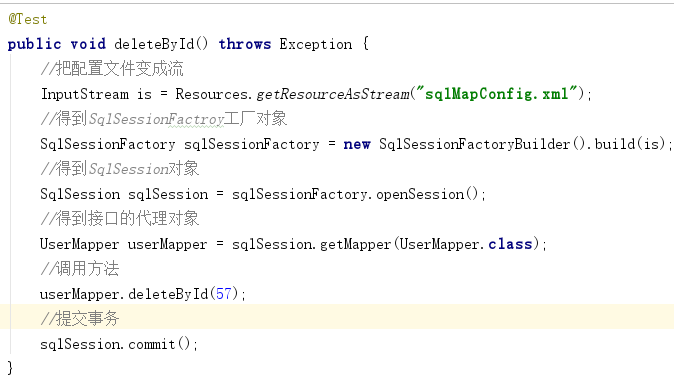 @Test
public void deleteById() throws Exception {
//把配置文件变成流
InputStream is = Resources.getResourceAsStream("sqlMapConfig.xml");
//得到SqlSessionFactroy工厂对象
SqlSessionFactory sqlSessionFactory = new SqlSessionFactoryBuilder().build(is);
//得到SqlSession对象
SqlSession sqlSession = sqlSessionFactory.openSession();
//得到接口的代理对象
UserMapper userMapper = sqlSession.getMapper(UserMapper.class);
//调用方法
userMapper.deleteById(57);
//提交事务
sqlSession.commit();
}